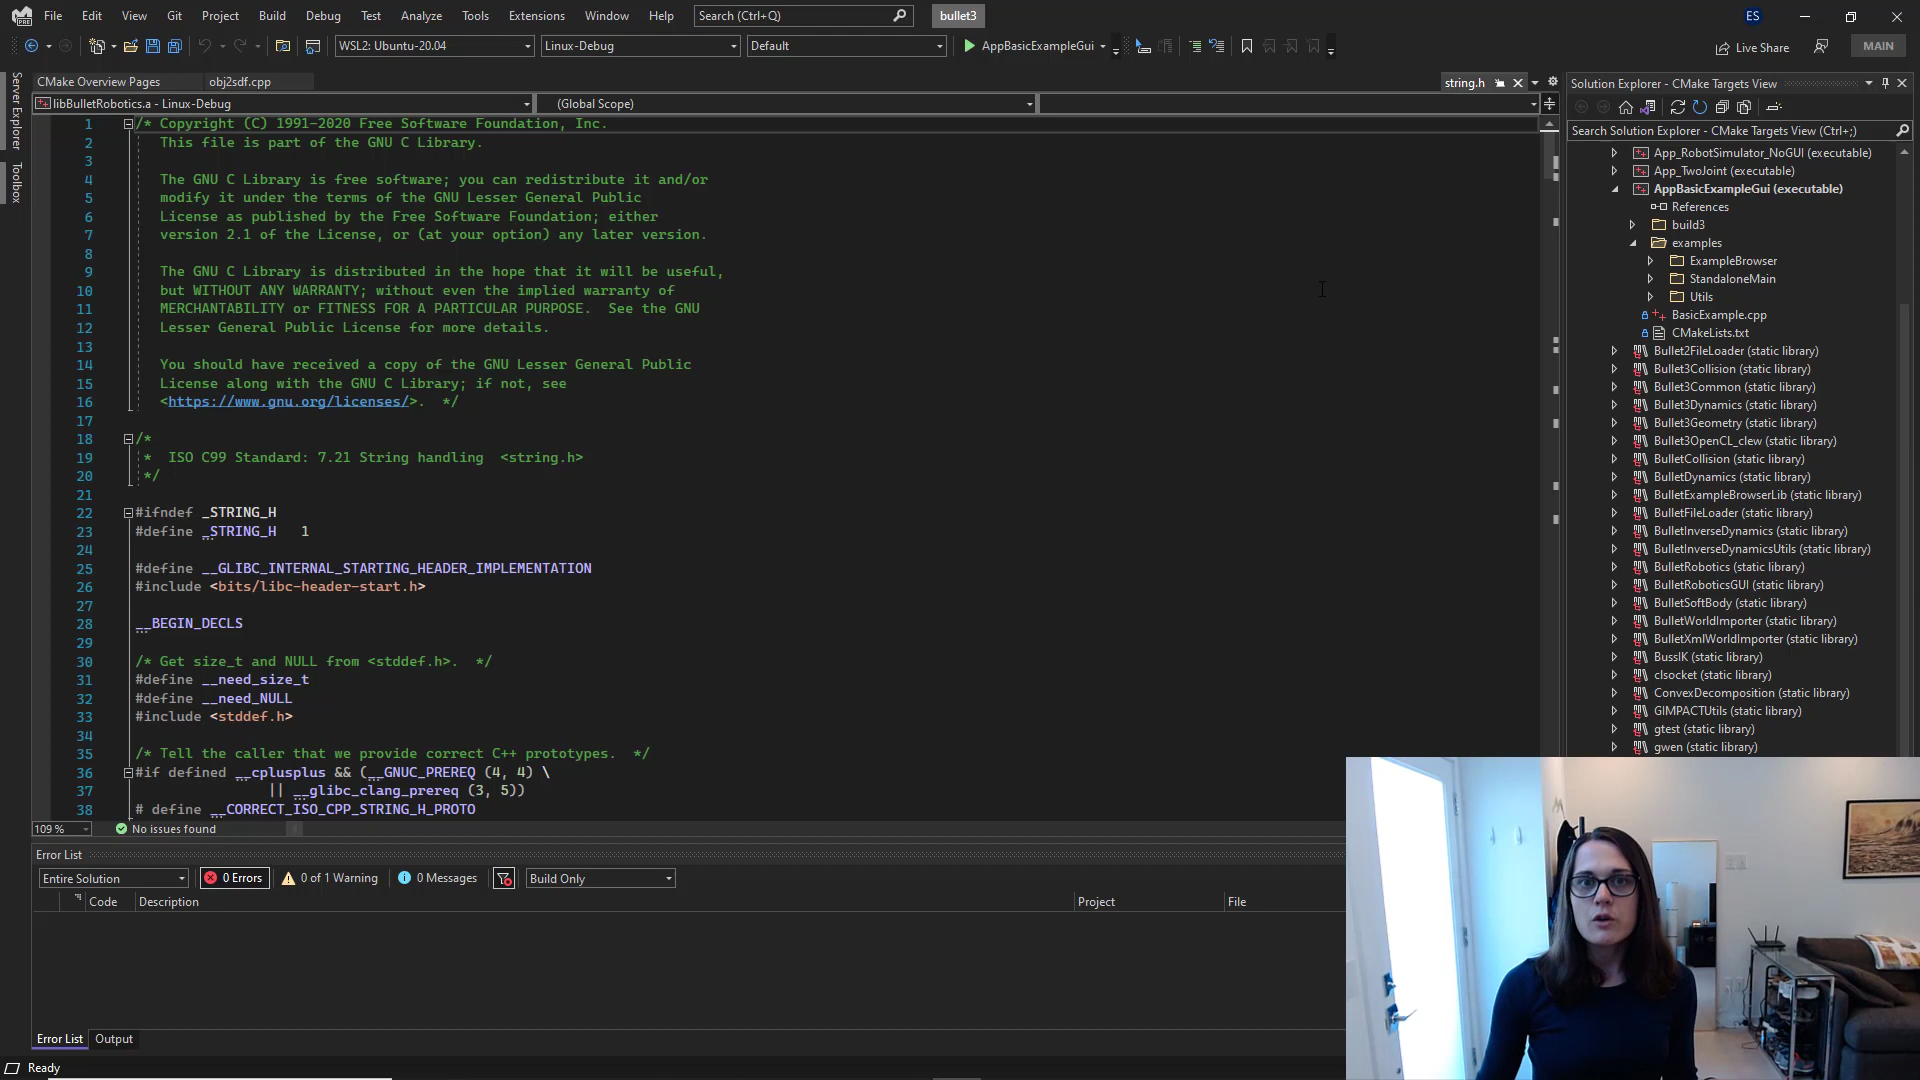 File Edit View Git Project Build Debug Test Analyze Tools Extensions Window Help Search (Ctrl+Q) bullet3 ES
WSL2: Ubuntu-20.04 Linux-Debug Default AppBasicExampleGui Live Share MAIN
Server Explorer
Toolbox
CMake Overview Pages obj2sdf.cpp string.h
libBulletRobotics.a - Linux-Debug (Global Scope)
1 /* Copyright (C) 1991-2020 Free Software Foundation, Inc.
2 This file is part of the GNU C Library.
3
4 The GNU C Library is free software; you can redistribute it and/or
5 modify it under the terms of the GNU Lesser General Public
6 License as published by the Free Software Foundation; either
7 version 2.1 of the License, or (at your option) any later version.
8
9 The GNU C Library is distributed in the hope that it will be useful,
10 but WITHOUT ANY WARRANTY; without even the implied warranty of
11 MERCHANTABILITY or FITNESS FOR A PARTICULAR PURPOSE.  See the GNU
12 Lesser General Public License for more details.
13
14 You should have received a copy of the GNU Lesser General Public
15 License along with the GNU C Library; if not, see
16 <https://www.gnu.org/licenses/>.  */
17
18 /*
19 *  ISO C99 Standard: 7.21 String handling  <string.h>
20 */
21
22 #ifndef _STRING_H
23 #define _STRING_H   1
24
25 #define __GLIBC_INTERNAL_STARTING_HEADER_IMPLEMENTATION
26 #include <bits/libc-header-start.h>
27
28 __BEGIN_DECLS
29
30 /* Get size_t and NULL from <stddef.h>.  */
31 #define __need_size_t
32 #define __need_NULL
33 #include <stddef.h>
34
35 /* Tell the caller that we provide correct C++ prototypes.  */
36 #if defined __cplusplus && (__GNUC_PREREQ (4, 4) \
37 || __glibc_clang_prereq (3, 5))
38 # define __CORRECT_ISO_CPP_STRING_H_PROTO
109 % No issues found
Error List
Entire Solution 0 Errors 0 of 1 Warning 0 Messages Build Only
Code Description Project File
Error List Output
Ready
Solution Explorer - CMake Targets View
Search Solution Explorer - CMake Targets View (Ctrl+;)
App_RobotSimulator_NoGUI (executable)
App_TwoJoint (executable)
AppBasicExampleGui (executable)
References
build3
examples
ExampleBrowser
StandaloneMain
Utils
BasicExample.cpp
CMakeLists.txt
Bullet2FileLoader (static library)
Bullet3Collision (static library)
Bullet3Common (static library)
Bullet3Dynamics (static library)
Bullet3Geometry (static library)
Bullet3OpenCL_clew (static library)
BulletCollision (static library)
BulletDynamics (static library)
BulletExampleBrowserLib (static library)
BulletFileLoader (static library)
BulletInverseDynamics (static library)
BulletInverseDynamicsUtils (static library)
BulletRobotics (static library)
BulletRoboticsGUI (static library)
BulletSoftBody (static library)
BulletWorldImporter (static library)
BulletXmlWorldImporter (static library)
BussIK (static library)
clsocket (static library)
ConvexDecomposition (static library)
GIMPACTUtils (static library)
gtest (static library)
gwen (static library)